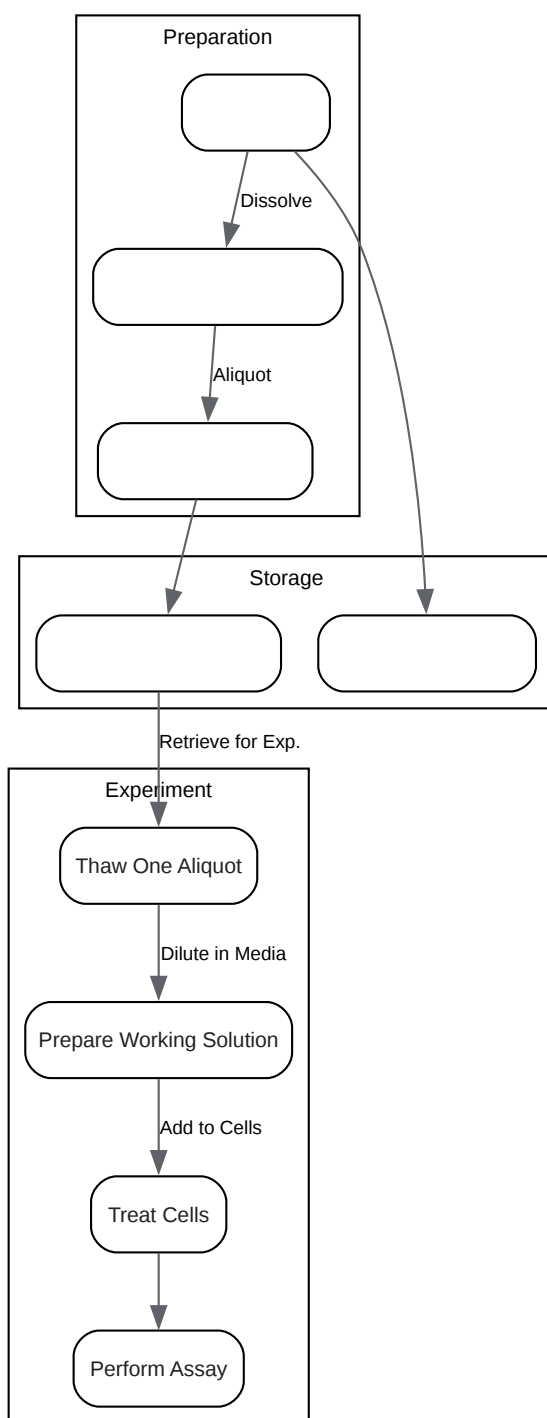 Preparation
Dissolve
Aliquot
Storage
Retrieve for Exp.
Experiment
Thaw One Aliquot
Dilute in Media
Prepare Working Solution
Add to Cells
Treat Cells
Perform Assay